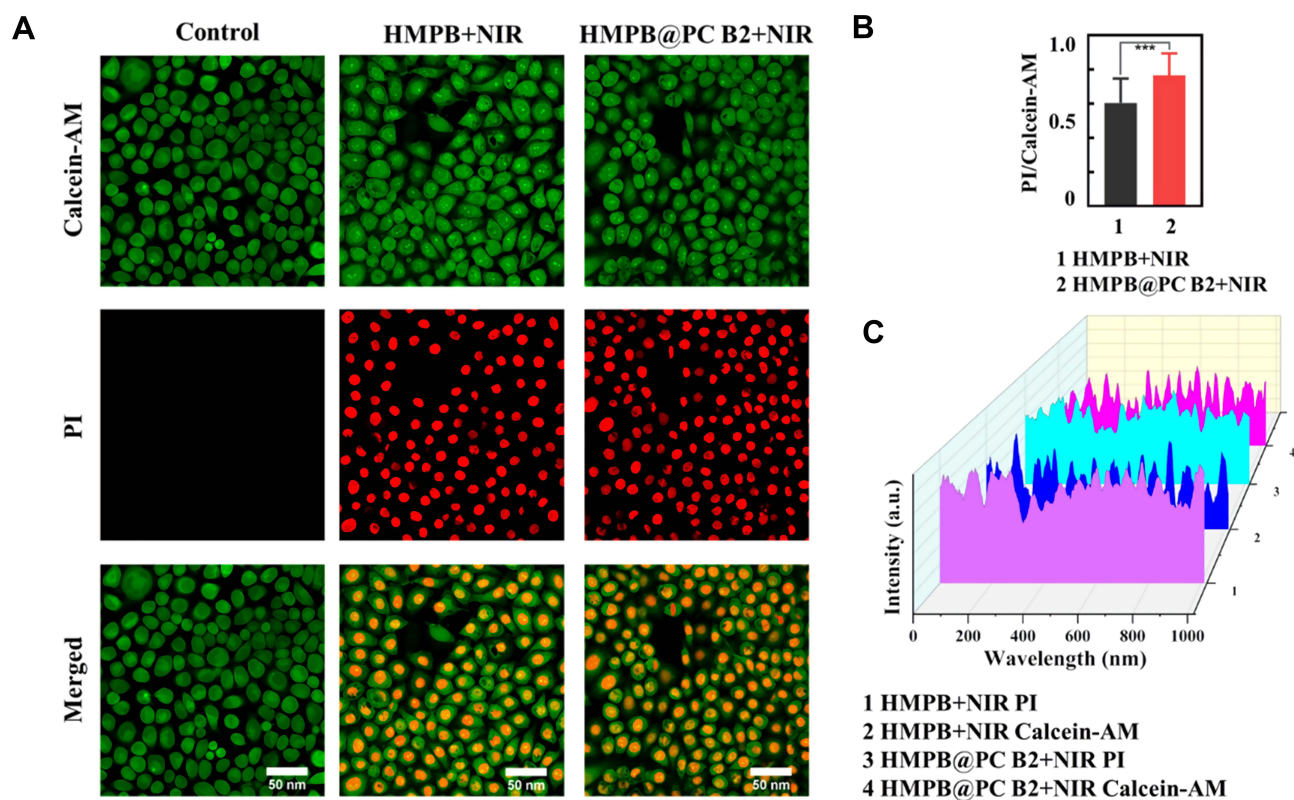 A
Control
HMPB+NIR
HMPB@PC B2+NIR
Calcein-AM
PI
Merged
50 nm
50 nm
50 nm
B
PI/Calcein-AM
1.0
0.5
0
***
1
2
1 HMPB+NIR
2 HMPB@PC B2+NIR
C
Intensity (a.u.)
0
200
400
600
800
1000
Wavelength (nm)
1
2
3
4
1 HMPB+NIR PI
2 HMPB+NIR Calcein-AM
3 HMPB@PC B2+NIR PI
4 HMPB@PC B2+NIR Calcein-AM